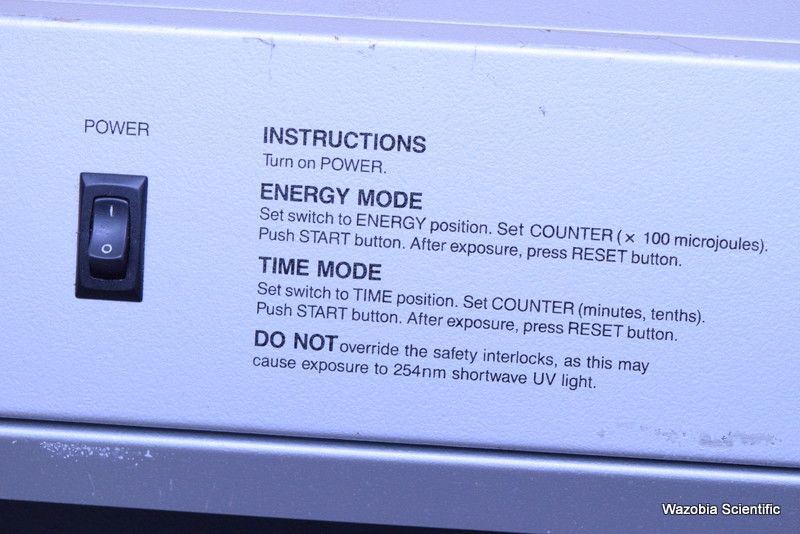 POWER
I
O
INSTRUCTIONS
Turn on POWER.
ENERGY MODE
Set switch to ENERGY position. Set COUNTER (× 100 microjoules).
Push START button. After exposure, press RESET button.
TIME MODE
Set switch to TIME position. Set COUNTER (minutes, tenths).
Push START button. After exposure, press RESET button.
DO NOT override the safety interlocks, as this may
cause exposure to 254nm shortwave UV light.
Wazobia Scientific